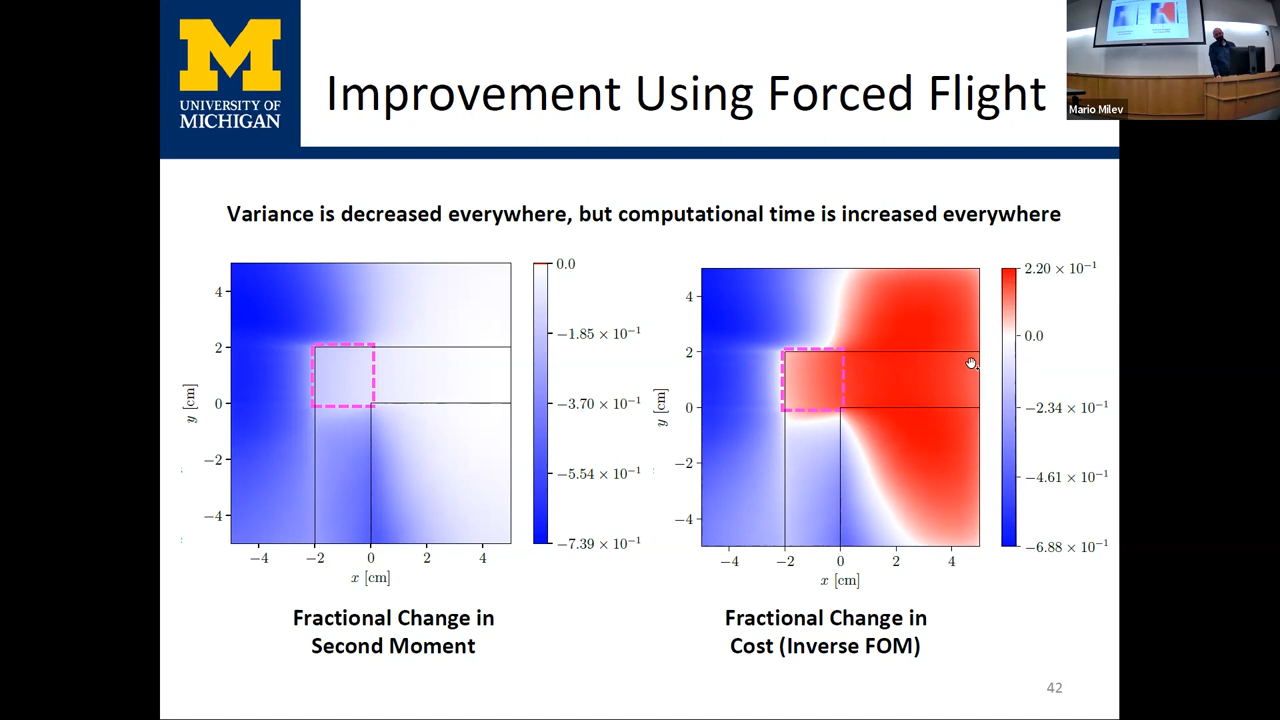 M
UNIVERSITY OF
MICHIGAN
Improvement Using Forced Flight
Mario Milev
Variance is decreased everywhere, but computational time is increased everywhere
4
2
0
−2
−4
y [cm]
−4 −2 0 2 4
x [cm]
0.0
−1.85 × 10⁻¹
−3.70 × 10⁻¹
−5.54 × 10⁻¹
−7.39 × 10⁻¹
4
2
0
−2
−4
y [cm]
−4 −2 0 2 4
x [cm]
2.20 × 10⁻¹
0.0
−2.34 × 10⁻¹
−4.61 × 10⁻¹
−6.88 × 10⁻¹
Fractional Change in
Second Moment
Fractional Change in
Cost (Inverse FOM)
42